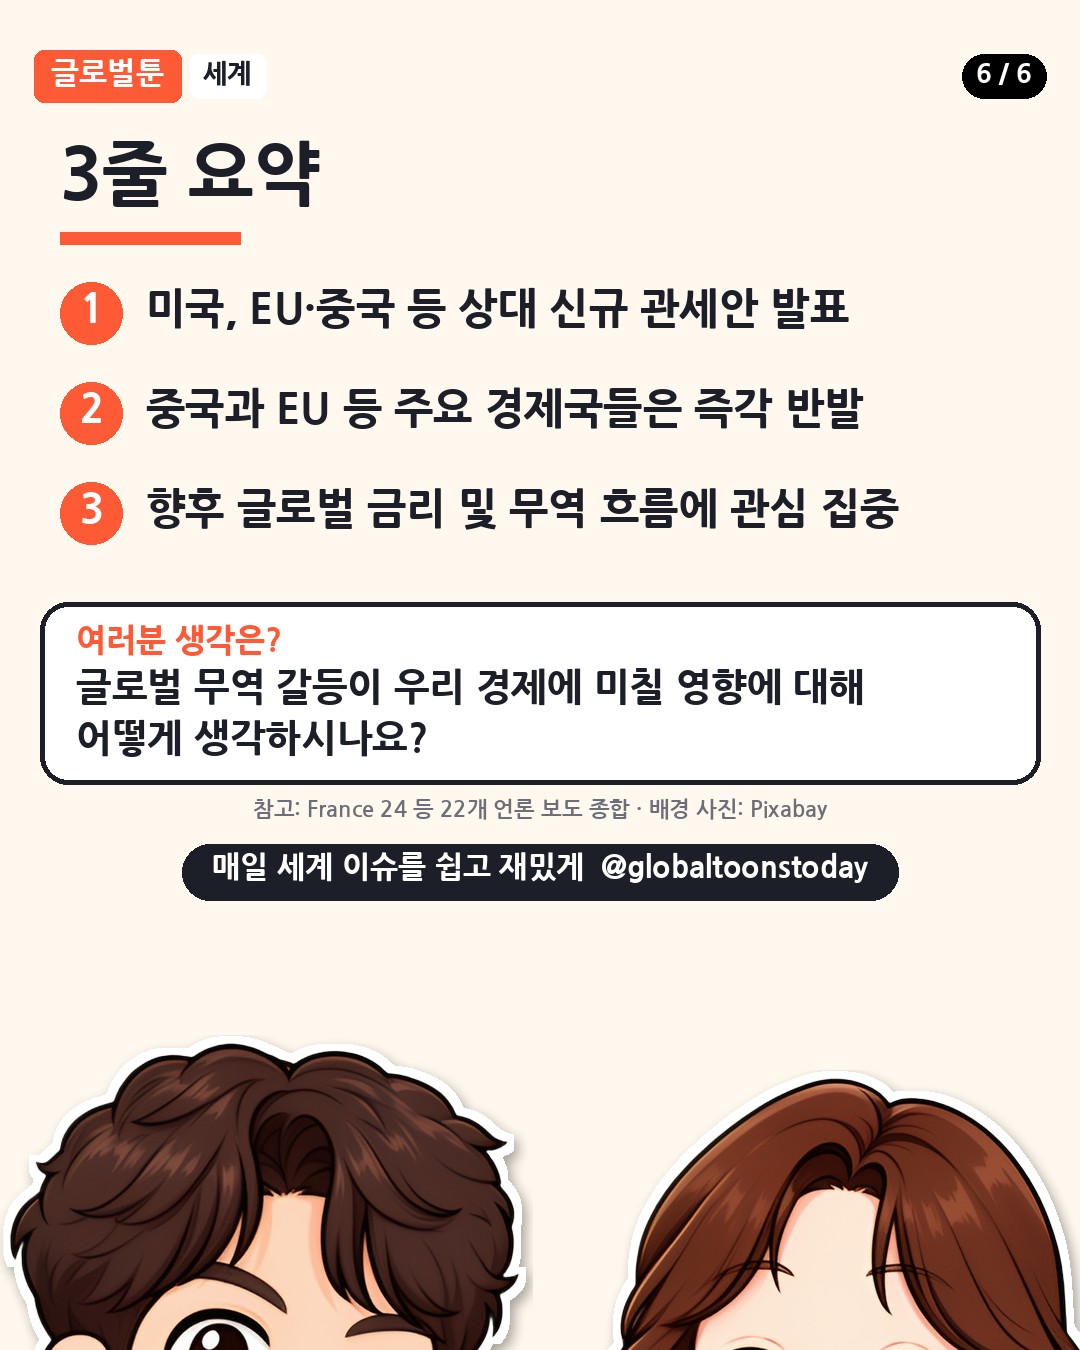 글로벌툰 세계 6 / 6
3줄 요약
1 미국, EU·중국 등 상대 신규 관세안 발표
2 중국과 EU 등 주요 경제국들은 즉각 반발
3 향후 글로벌 금리 및 무역 흐름에 관심 집중
여러분 생각은?
글로벌 무역 갈등이 우리 경제에 미칠 영향에 대해
어떻게 생각하시나요?
참고: France 24 등 22개 언론 보도 종합 · 배경 사진: Pixabay
매일 세계 이슈를 쉽고 재밌게 @globaltoonstoday